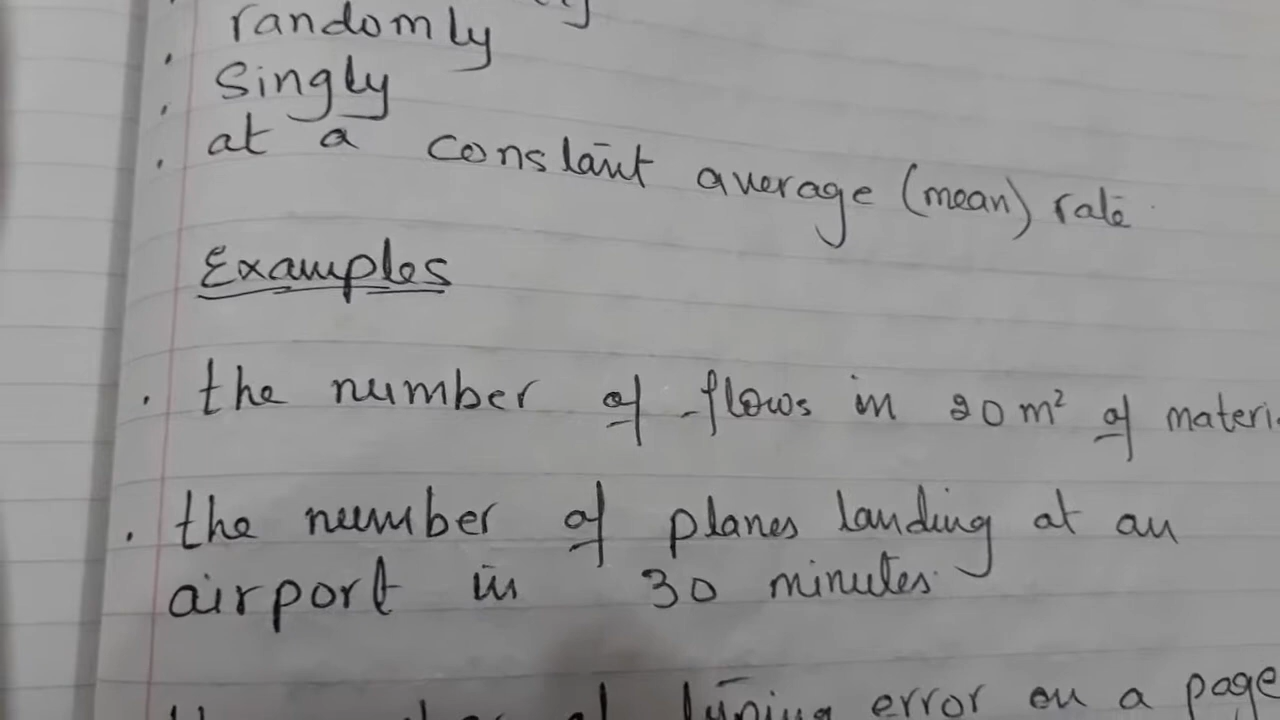 randomly
singly
at a constant average (mean) rate
Examples
. the number of flows in 20 m² of materi
. the number of planes landing at an
airport in 30 minutes.
error on a page